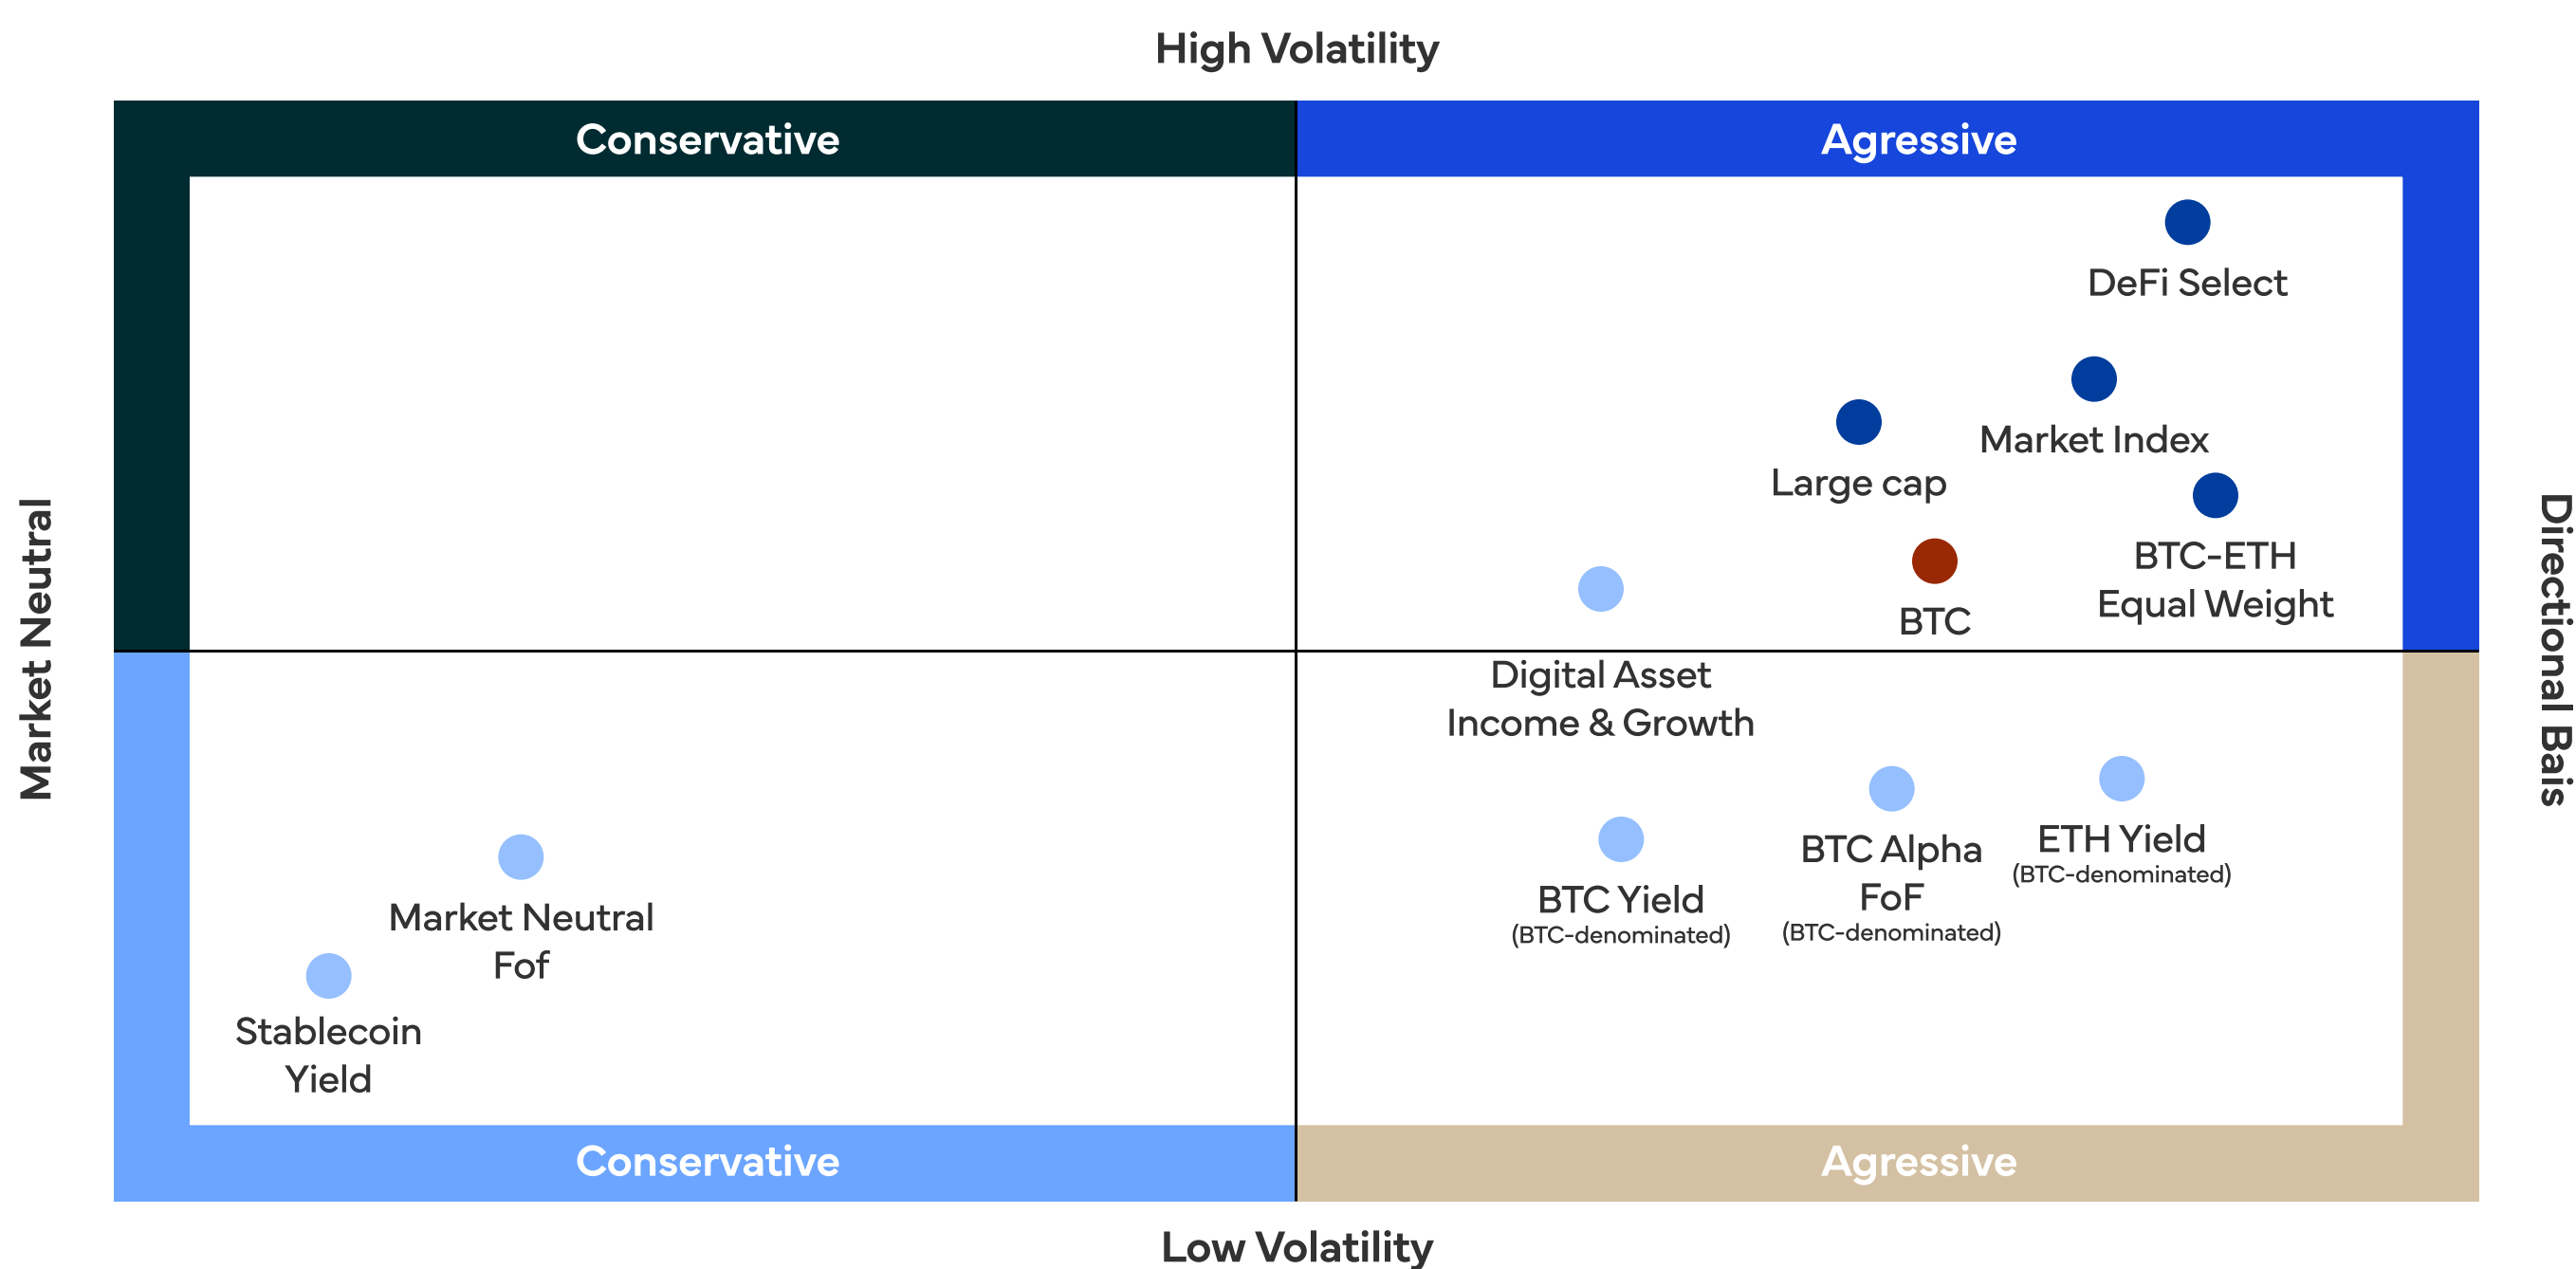 High Volatility
Conservative
Agressive
DeFi Select
Market Index
Large cap
BTC-ETH
Equal Weight
BTC
Market Neutral
Directional Bais
Digital Asset
Income & Growth
ETH Yield
(BTC-denominated)
BTC Alpha
FoF
(BTC-denominated)
BTC Yield
(BTC-denominated)
Market Neutral
Fof
Stablecoin
Yield
Conservative
Agressive
Low Volatility